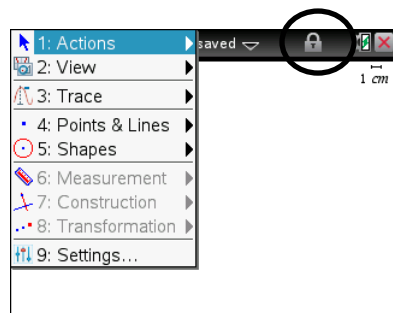 1: Actions
saved
2: View
1 cm
3: Trace
4: Points & Lines
5: Shapes
6: Measurement
7: Construction
8: Transformation
9: Settings...